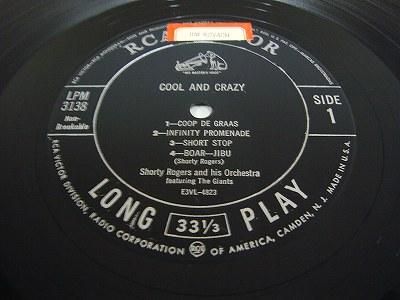 RCA VICTOR
"HIS MASTER'S VOICE"
COOL AND CRAZY
LPM
3138
Non-
Breakable
SIDE
1
1—COOP DE GRAAS
2—INFINITY PROMENADE
3—SHORT STOP
4—BOAR—JIBU
(Shorty Rogers)
Shorty Rogers and his Orchestra
featuring The Giants
E3VL-4823
LONG 33⅓ PLAY
RCA VICTOR DIVISION, RADIO CORPORATION RCA OF AMERICA, CAMDEN, N.J. MADE IN U.S.A.